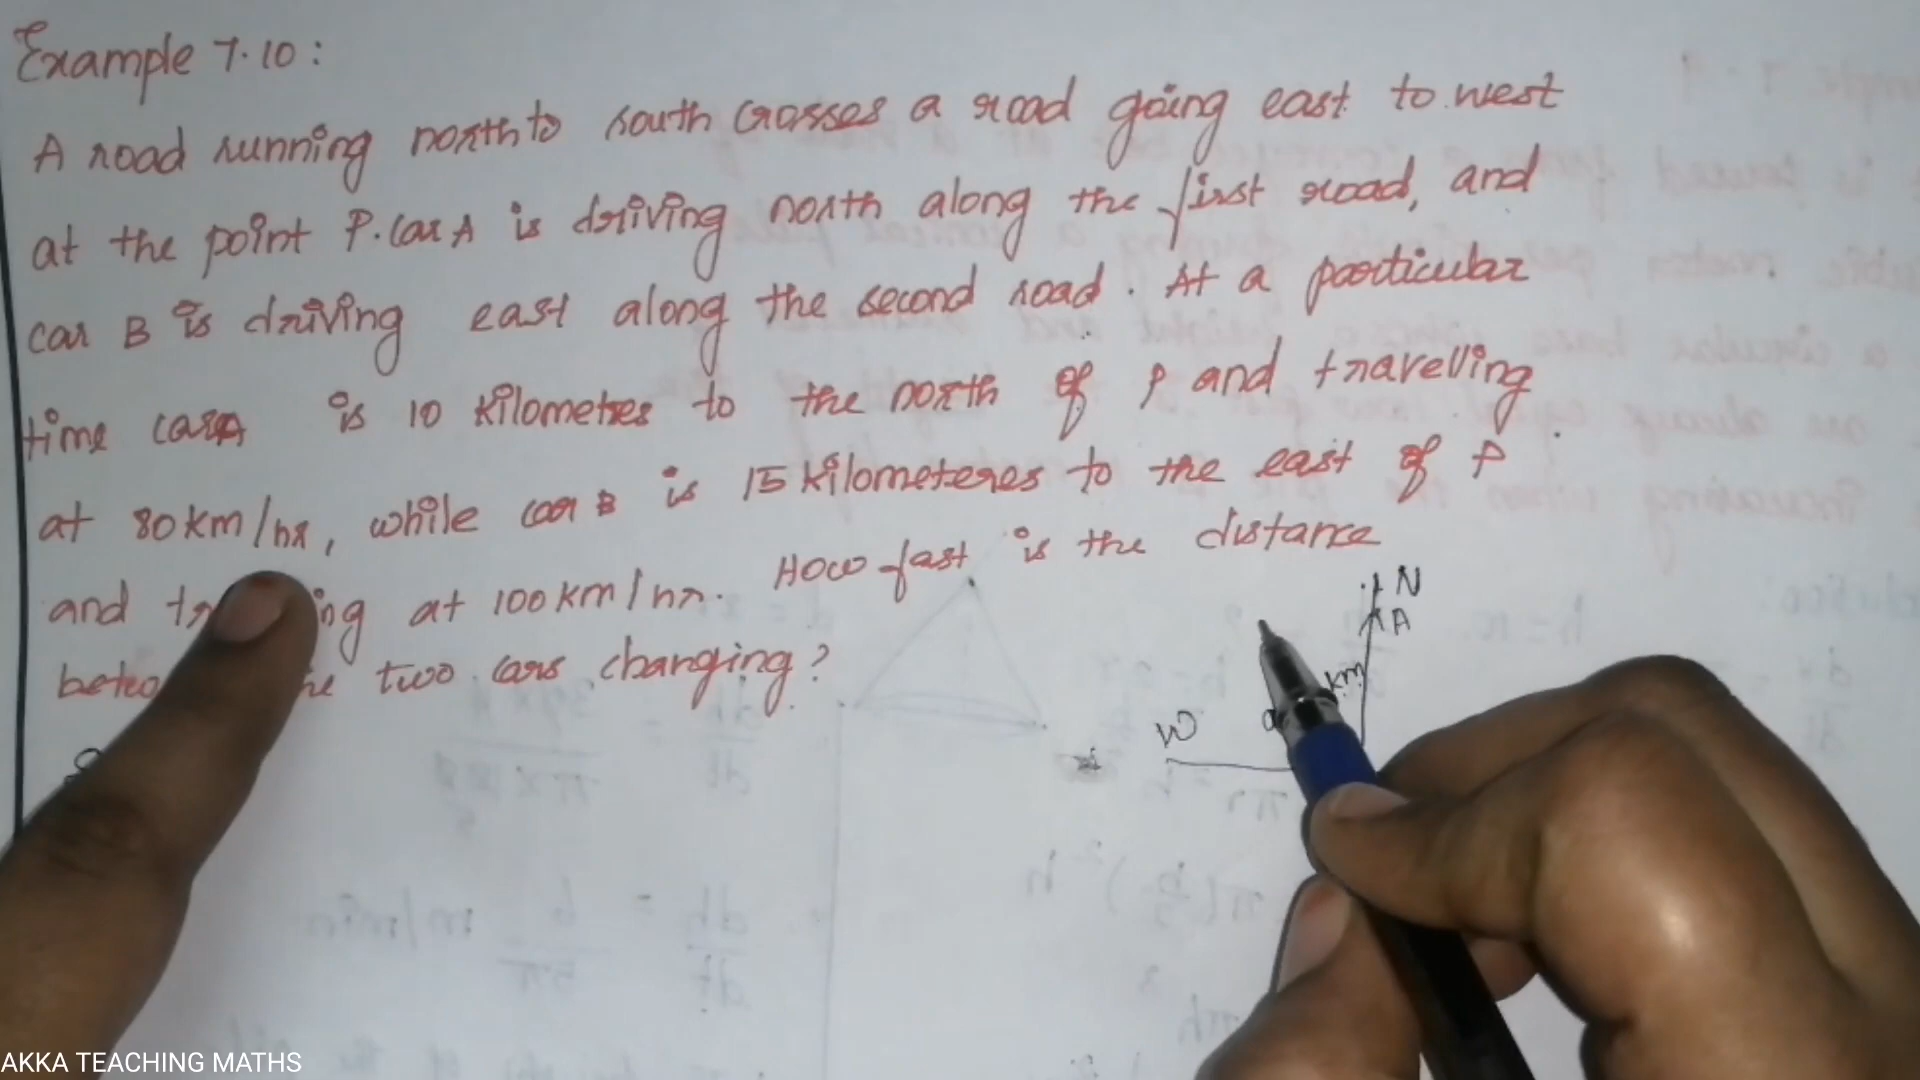 Example 7.10:
A road running north to south crosses a road going east to west
at the point P. Car A is driving north along the first road, and
car B is driving east along the second road. At a particular
time car A is 10 kilometres to the north of P and travelling
at 80 km/hr, while car B is 15 kilometeres to the east of P
and at 100 km/hr. How fast is the distance
two cars changing?
N
A
km
W
AKKA TEACHING MATHS